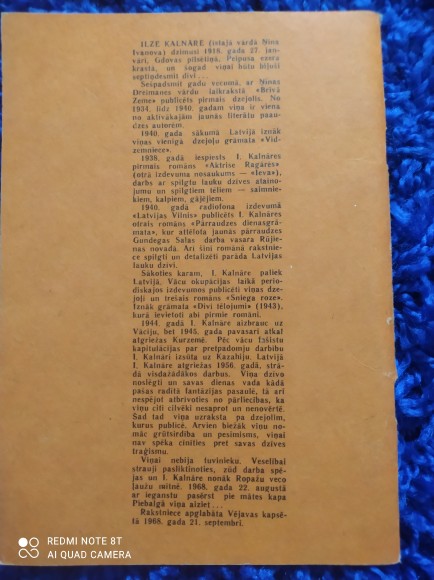 ILZE KALNĀRE (īstajā vārdā Ņina
Ivanova) dzimusi 1918. gada 27. jan-
vārī, Gdovas pilsētiņā, Peipusa ezera
krastā, un šogad viņai būtu bijuši
septiņdesmit divi...
Sešpadsmit gadu vecumā, ar Ņinas
Drezmanes vārdu laikrakstā «Brīvā
Zeme» publicēts pirmais dzejolis. No
1934. līdz 1940. gadam viņa ir viena
no aktīvākajām jaunās literātu paau-
dzes autorēm.
1940. gada sākumā Latvijā iznāk
viņas vienīgā dzejoļu grāmata «Vid-
zemniece».
1938. gadā iespiests I. Kalnāres
pirmais romāns «Aktrise Ragārēs»
(otrā izdevuma nosaukums — «Ieva»),
darbs ar spilgtu lauku dzīves ataino-
jumu un spilgtiem tēliem — saimnie-
kiem, kalpiem, gājējiem.
1940. gadā radiofona izdevumā
«Latvijas Vilnis» publicēts I. Kalnāres
otrais romāns «Pārraudzes dienasgrā-
mata», kur attēlota jaunās pārraudzes
Gundegas Salas darba vasara Rūjie-
nas novadā. Arī šinī romānā rakstnie-
ce spilgti un detalizēti parāda Latvijas
lauku dzīvi.
Sākoties karam, I. Kalnāre paliek
Latvijā. Vācu okupācijas laikā perio-
diskajos izdevumos publicēti viņas dze-
joļi un trešais romāns «Sniega roze».
Iznāk grāmata «Divi tēlojumi» (1943),
kurā ievietoti abi pirmie romāni.
1944. gadā I. Kalnāre aizbrauc uz
Vāciju, bet 1945. gada pavasarī atkal
atgriežas Kurzemē. Pēc vācu fašistu
kapitulācijas par pretpadomju darbību
I. Kalnāri izsūta uz Kazahiju. Latvijā
I. Kalnāre atgriežas 1956. gadā, strā-
dā visdažādākos darbus. Viņa dzīvo
noslēgti un savas dienas vada kādā
pašas radītā fantāzijas pasaulē, tā arī
nespējot atbrīvoties no pārliecības, ka
viņu citi cilvēki nesaprot un nenovērtē.
Šad tad viņa uzraksta pa dzejolim,
kurus publicē. Arvien biežāk viņu no-
māc grūtsirdība un pesimisms, viņai
nav spēka cīnīties pret savas dzīves
traģismu.
Viņai nebija tuvinieku. Veselībai
strauji pasliktinoties, zūd darba spē-
jas un I. Kalnāre nonāk Ropažu veco
ļaužu mītnē. 1968. gada 22. augustā
ar ieganstu pasērst pie mātes kapa
Piebalgā viņa aiziet...
Rakstniece apglabāta Vējavas kapsē-
tā 1968. gada 21. septembrī.
REDMI NOTE 8T
AI QUAD CAMERA